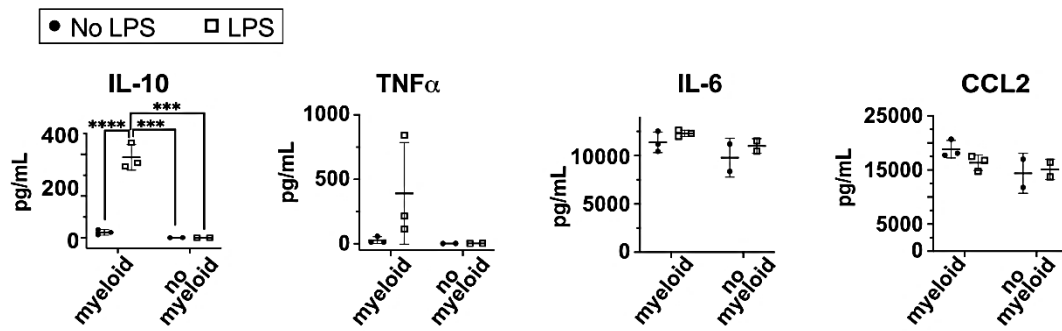 No LPS LPS
IL-10 TNFα IL-6 CCL2
**** *** ***
pg/mL 400 200 0
myeloid no myeloid
pg/mL 1000 500 0
myeloid no myeloid
pg/mL 10000 5000 0
myeloid no myeloid
pg/mL 25000 15000 5000 0
myeloid no myeloid